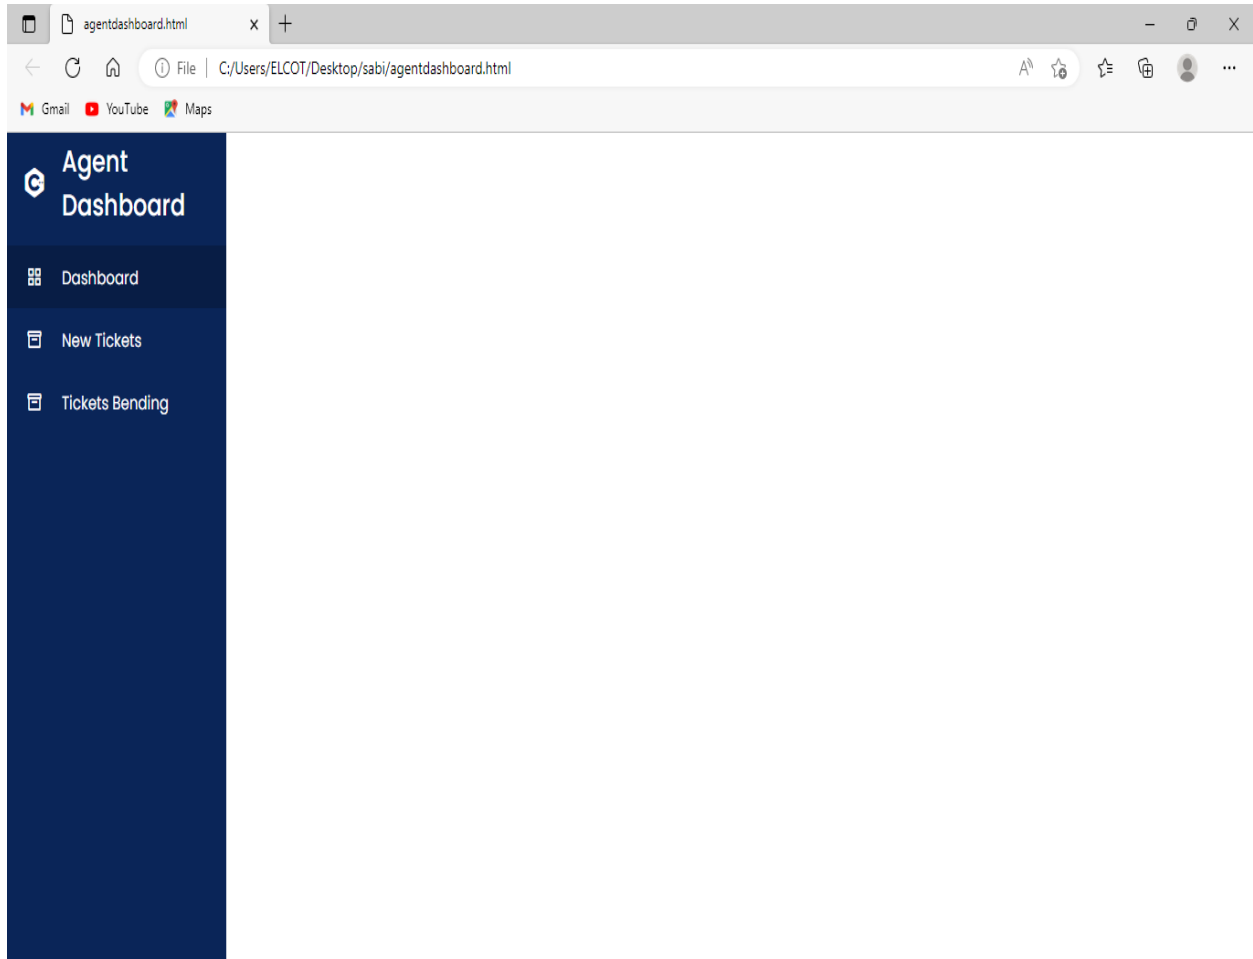 agentdashboard.html
File
C:/Users/ELCOT/Desktop/sabi/agentdashboard.html
Gmail
YouTube
Maps
Agent
Dashboard
Dashboard
New Tickets
Tickets Bending